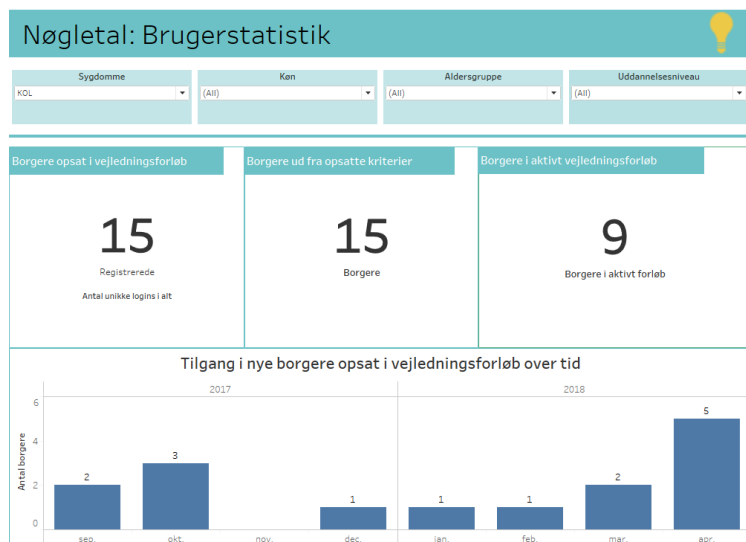 Nøgletal: Brugerstatistik
Sygdomme
Køn
Aldersgruppe
Uddannelsesniveau
KOL
(All)
(All)
(All)
Borgere opsat i vejledningsforløb
Borgere ud fra opsatte kriterier
Borgere i aktivt vejledningsforløb
15
Registrerede
Antal unikke logins i alt
15
Borgere
9
Borgere i aktivt forløb
Tilgang i nye borgere opsat i vejledningsforløb over tid
2017
2018
Antal borgere
6
4
2
0
2
3
1
1
1
2
5
sep.
okt.
nov.
dec.
jan.
feb.
mar.
apr.